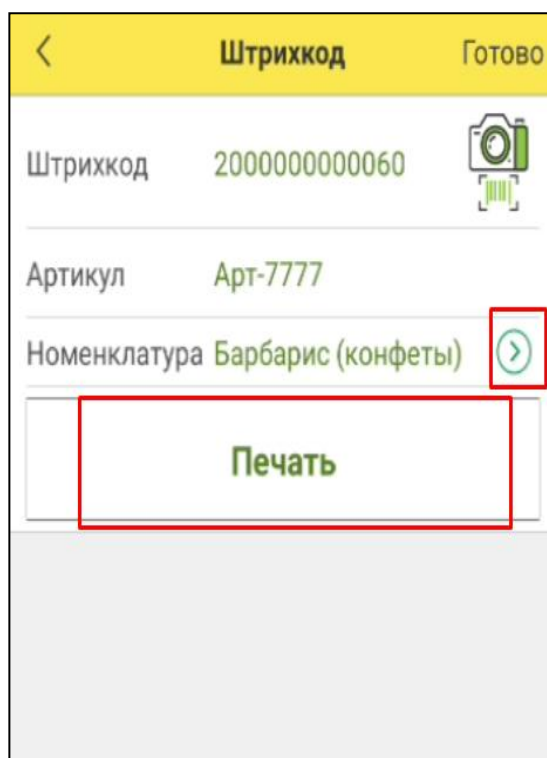 Штрихкод Готово
Штрихкод 2000000000060
Артикул Арт-7777
Номенклатура Барбарис (конфеты)
Печать